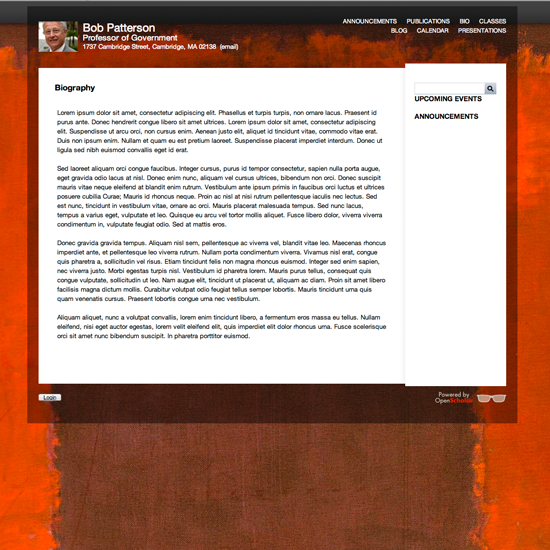 Bob Patterson
Professor of Government
1737 Cambridge Street, Cambridge, MA 02138 (email)
ANNOUNCEMENTS PUBLICATIONS BIO CLASSES
BLOG CALENDAR PRESENTATIONS
Biography
Lorem ipsum dolor sit amet, consectetur adipiscing elit. Phasellus et turpis turpis, non ornare lacus. Praesent id
purus ante. Donec hendrerit congue libero sit amet ultrices. Lorem ipsum dolor sit amet, consectetur adipiscing
elit. Suspendisse ut arcu orci, non cursus enim. Aenean justo elit, aliquet id tincidunt vitae, commodo vitae erat.
Duis non ipsum enim. Nullam et quam eu est pretium laoreet. Suspendisse placerat imperdiet interdum. Donec ut
ligula sed nibh euismod convallis eget id erat.
Sed laoreet aliquam orci congue faucibus. Integer cursus, purus id tempor consectetur, sapien nulla porta augue,
eget gravida odio lacus at nisl. Donec enim nunc, aliquam vel cursus ultrices, bibendum non orci. Donec suscipit
mauris vitae neque eleifend at blandit enim rutrum. Vestibulum ante ipsum primis in faucibus orci luctus et ultrices
posuere cubilia Curae; Mauris id rhoncus neque. Proin ac nisl at nisi rutrum pellentesque iaculis nec lectus. Sed
est nunc, tincidunt in vestibulum vitae, ornare ac orci. Mauris placerat malesuada tempus. Sed nunc lacus,
tempus a varius eget, vulputate et leo. Quisque eu arcu vel tortor mollis aliquet. Fusce libero dolor, viverra viverra
condimentum in, vulputate feugiat odio. Sed at mattis eros.
Donec gravida gravida tempus. Aliquam nisl sem, pellentesque ac viverra vel, blandit vitae leo. Maecenas rhoncus
imperdiet ante, et pellentesque leo viverra rutrum. Nullam porta condimentum viverra. Vivamus nisl erat, congue
quis pharetra a, sollicitudin vel risus. Etiam tincidunt felis non magna rhoncus euismod. Integer sed enim sapien,
nec viverra justo. Morbi egestas turpis nisl. Vestibulum id pharetra lorem. Mauris purus tellus, consequat quis
congue vulputate, sollicitudin ut leo. Nam augue elit, tincidunt ut placerat ut, aliquam ac diam. Proin sit amet libero
facilisis magna dictum mollis. Curabitur volutpat odio feugiat tellus semper lobortis. Mauris tincidunt urna quis
quam venenatis cursus. Praesent lobortis congue urna nec vestibulum.
Aliquam aliquet, nunc a volutpat convallis, lorem enim tincidunt libero, a fermentum eros massa eu tellus. Nullam
eleifend, nisi eget auctor egestas, lorem velit eleifend elit, quis imperdiet elit dolor rhoncus urna. Fusce scelerisque
orci sit amet nunc bibendum suscipit. In pharetra porttitor euismod.
UPCOMING EVENTS
ANNOUNCEMENTS
Login
Powered by
OpenScholar